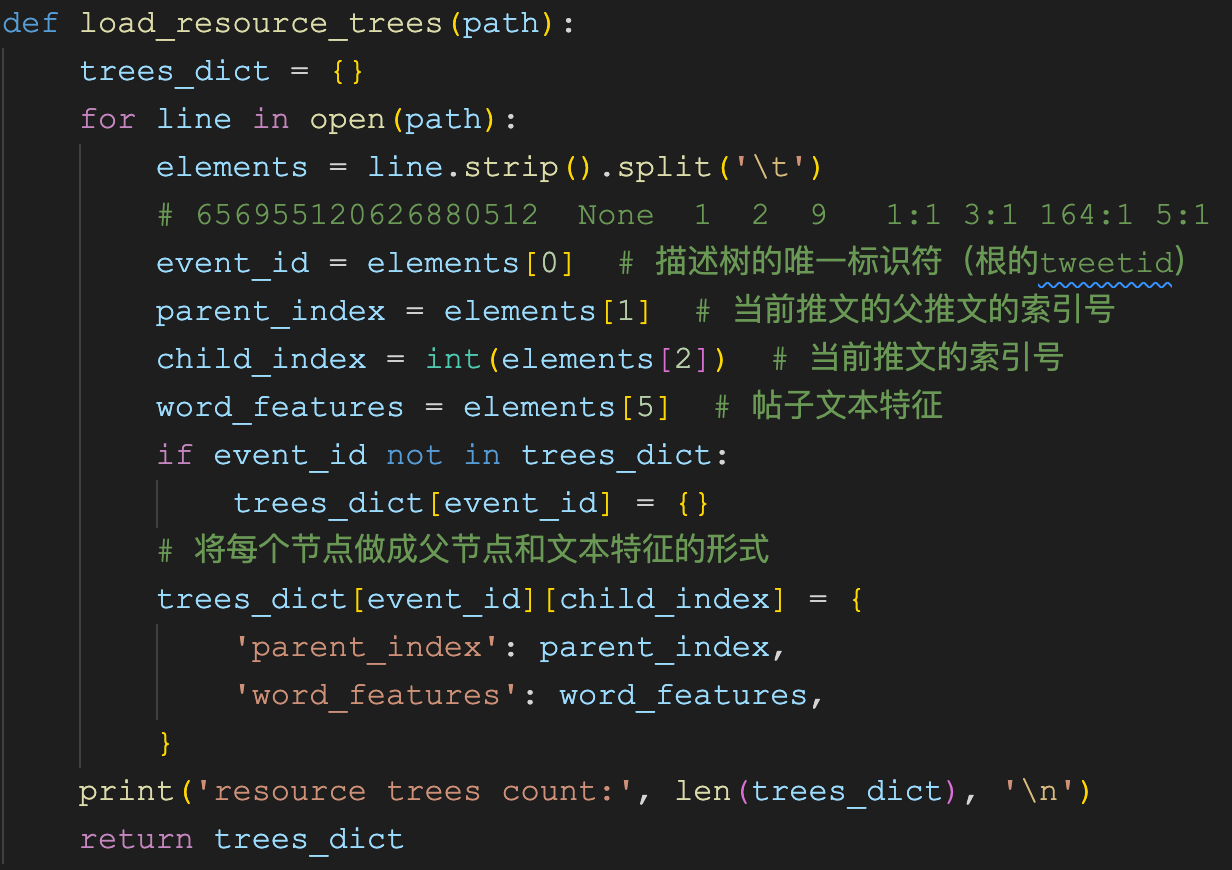 def load_resource_trees(path):
    trees_dict = {}
    for line in open(path):
        elements = line.strip().split('\t')
        # 656955120626880512  None  1  2  9   1:1 3:1 164:1 5:1
        event_id = elements[0]  # 描述树的唯一标识符（根的tweetid）
        parent_index = elements[1]  # 当前推文的父推文的索引号
        child_index = int(elements[2])  # 当前推文的索引号
        word_features = elements[5]  # 帖子文本特征
        if event_id not in trees_dict:
            trees_dict[event_id] = {}
        # 将每个节点做成父节点和文本特征的形式
        trees_dict[event_id][child_index] = {
            'parent_index': parent_index,
            'word_features': word_features,
        }
    print('resource trees count:', len(trees_dict), '\n')
    return trees_dict